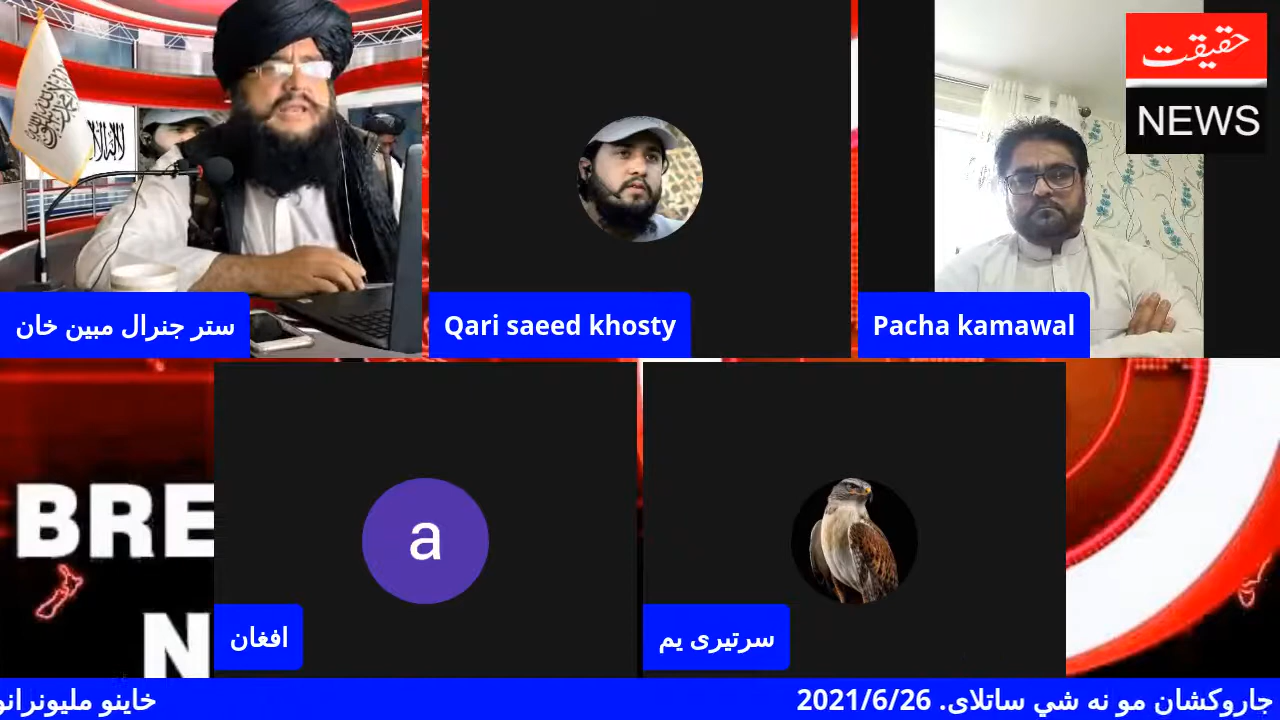 حقیقت
NEWS
ستر جنرال مبین خان
Qari saeed khosty
Pacha kamawal
BRE
N
a
افغان
سرتیری یم
جاروکشان مو نه شي ساتلای. 2021/6/26
خاینو ملیونرانو